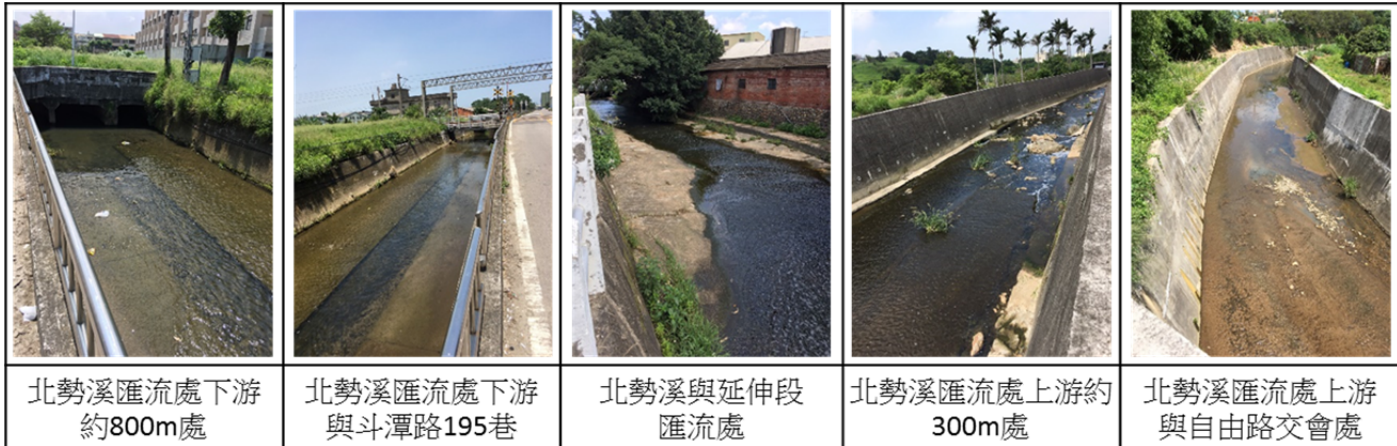 北勢溪匯流處下游
約800m處
北勢溪匯流處下游
與斗潭路195巷
北勢溪與延伸段
匯流處
北勢溪匯流處上游約
300m處
北勢溪匯流處上游
與自由路交會處